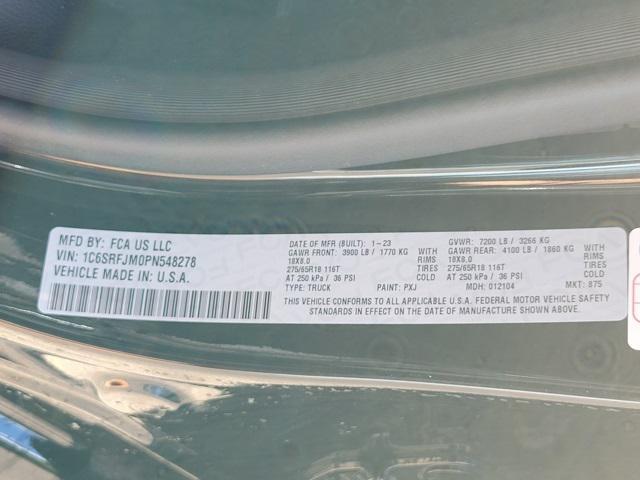 MFD BY: FCA US LLC
VIN: 1C6SRFJM0PN548278
VEHICLE MADE IN U.S.A.
DATE OF MFR (BUILT): 1-23 GVWR: 7200 LB / 3266 KG
GAWR FRONT: 3900 LB / 1770 KG GAWR REAR: 4100 LB / 1860 KG
18X8.0 RIMS 18X8.0 RIMS
275/65R18 116T TIRES 275/65R18 116T TIRES
AT 250 kPa / 36 PSI AT 250 kPa / 36 PSI
TYPE: TRUCK PAINT: PXJ MDH: 012104 MKT: 875
THIS VEHICLE CONFORMS TO ALL APPLICABLE U.S.A. FEDERAL MOTOR VEHICLE SAFETY
STANDARDS IN EFFECT ON THE DATE OF MANUFACTURE SHOWN ABOVE.